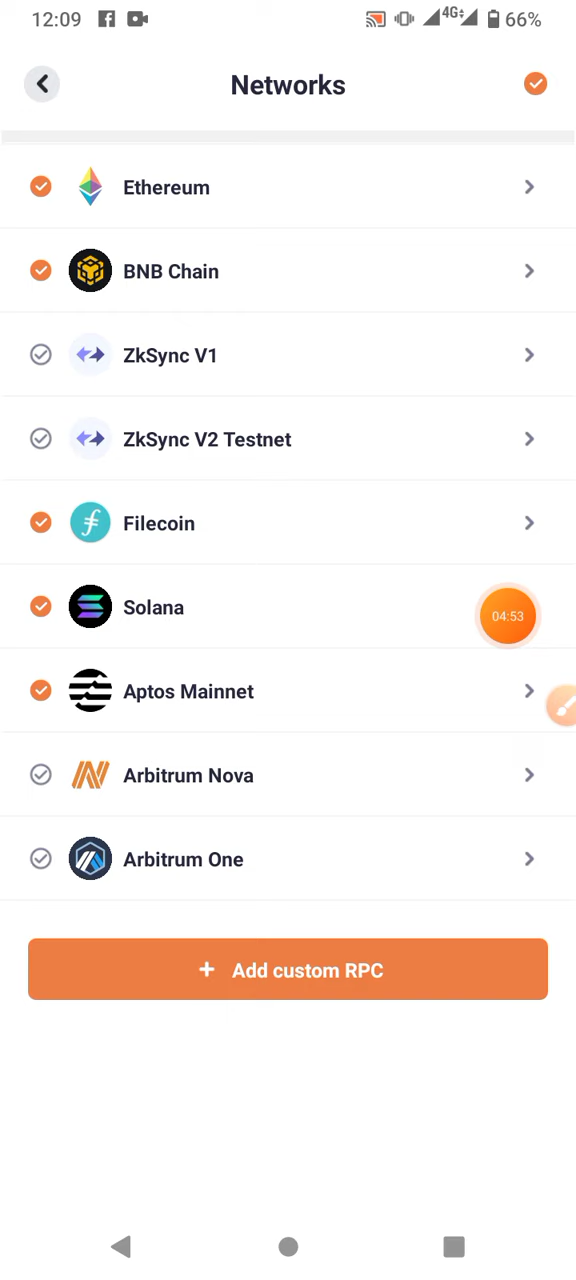 12:09 4G 66%
Networks
Ethereum
BNB Chain
ZkSync V1
ZkSync V2 Testnet
Filecoin
Solana
04:53
Aptos Mainnet
Arbitrum Nova
Arbitrum One
+ Add custom RPC